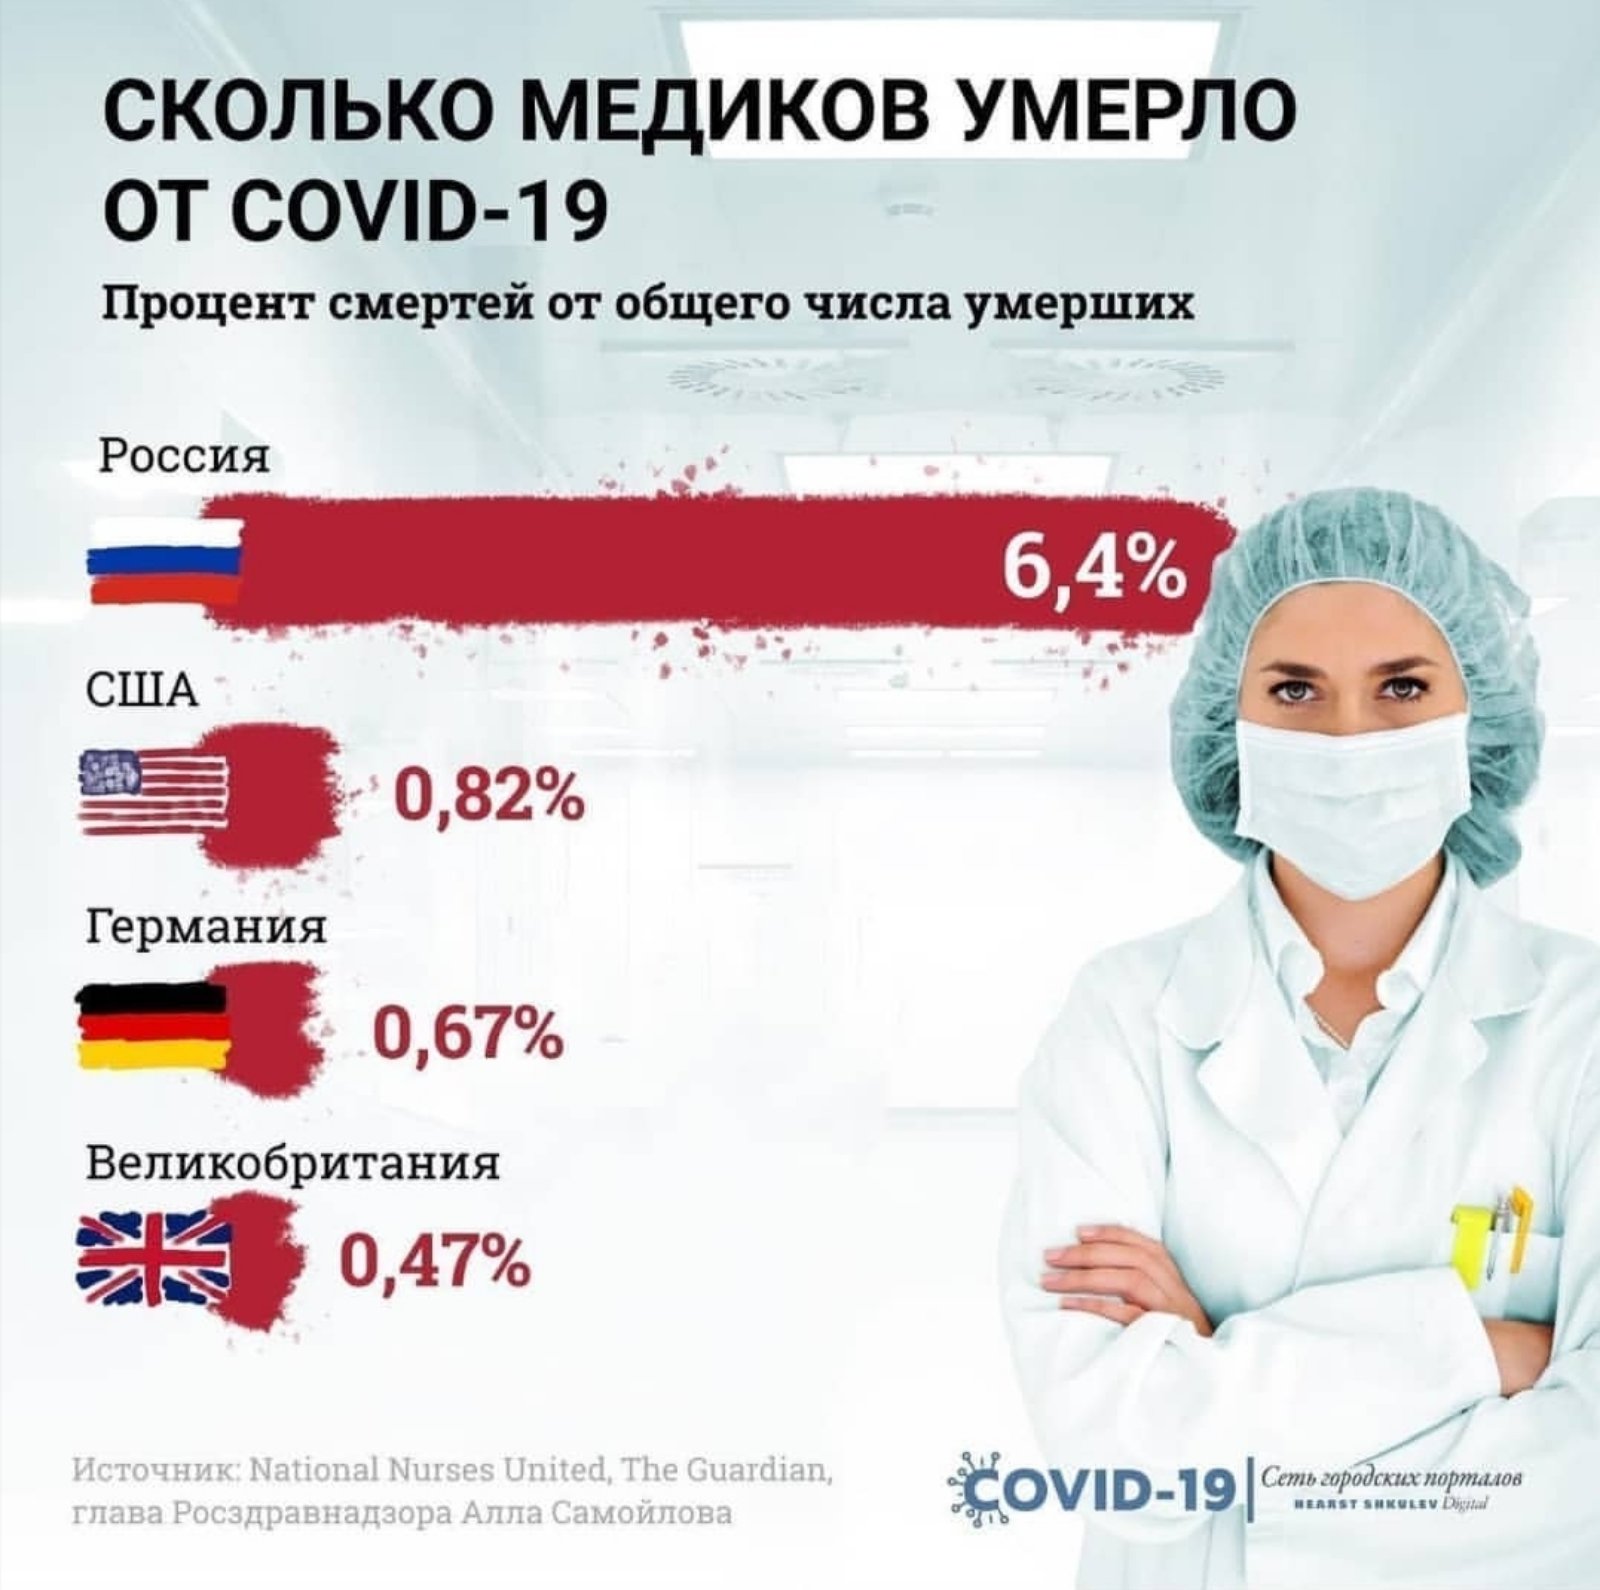 СКОЛЬКО МЕДИКОВ УМЕРЛО
ОТ COVID-19
Процент смертей от общего числа умерших
Россия
6,4%
США
0,82%
Германия
0,67%
Великобритания
0,47%
Источник: National Nurses United, The Guardian,
глава Росздравнадзора Алла Самойлова
COVID-19
Сеть городских порталов
HEARST SHKULEV Digital